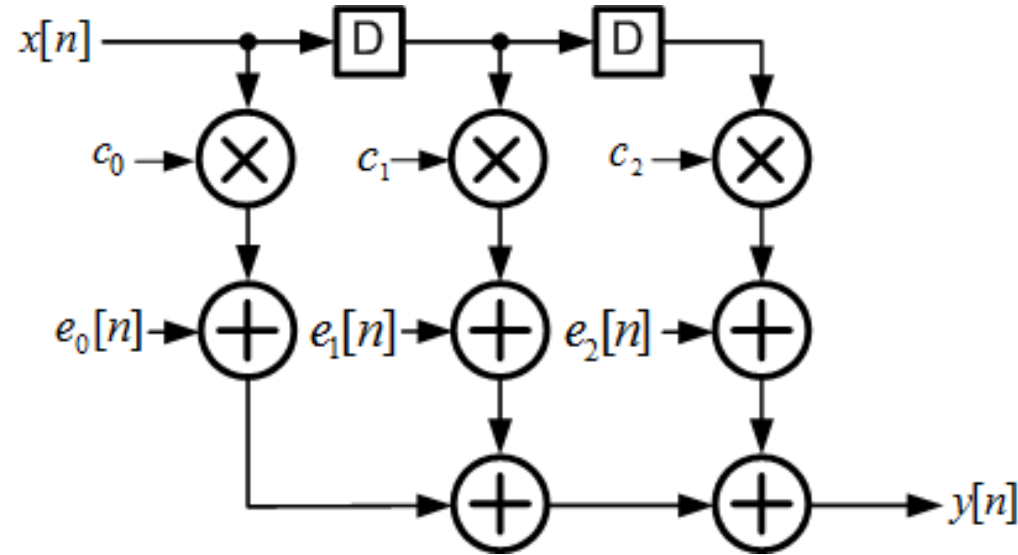 x[n] D D
c₀ c₁ c₂
e₀[n] e₁[n] e₂[n]
y[n]